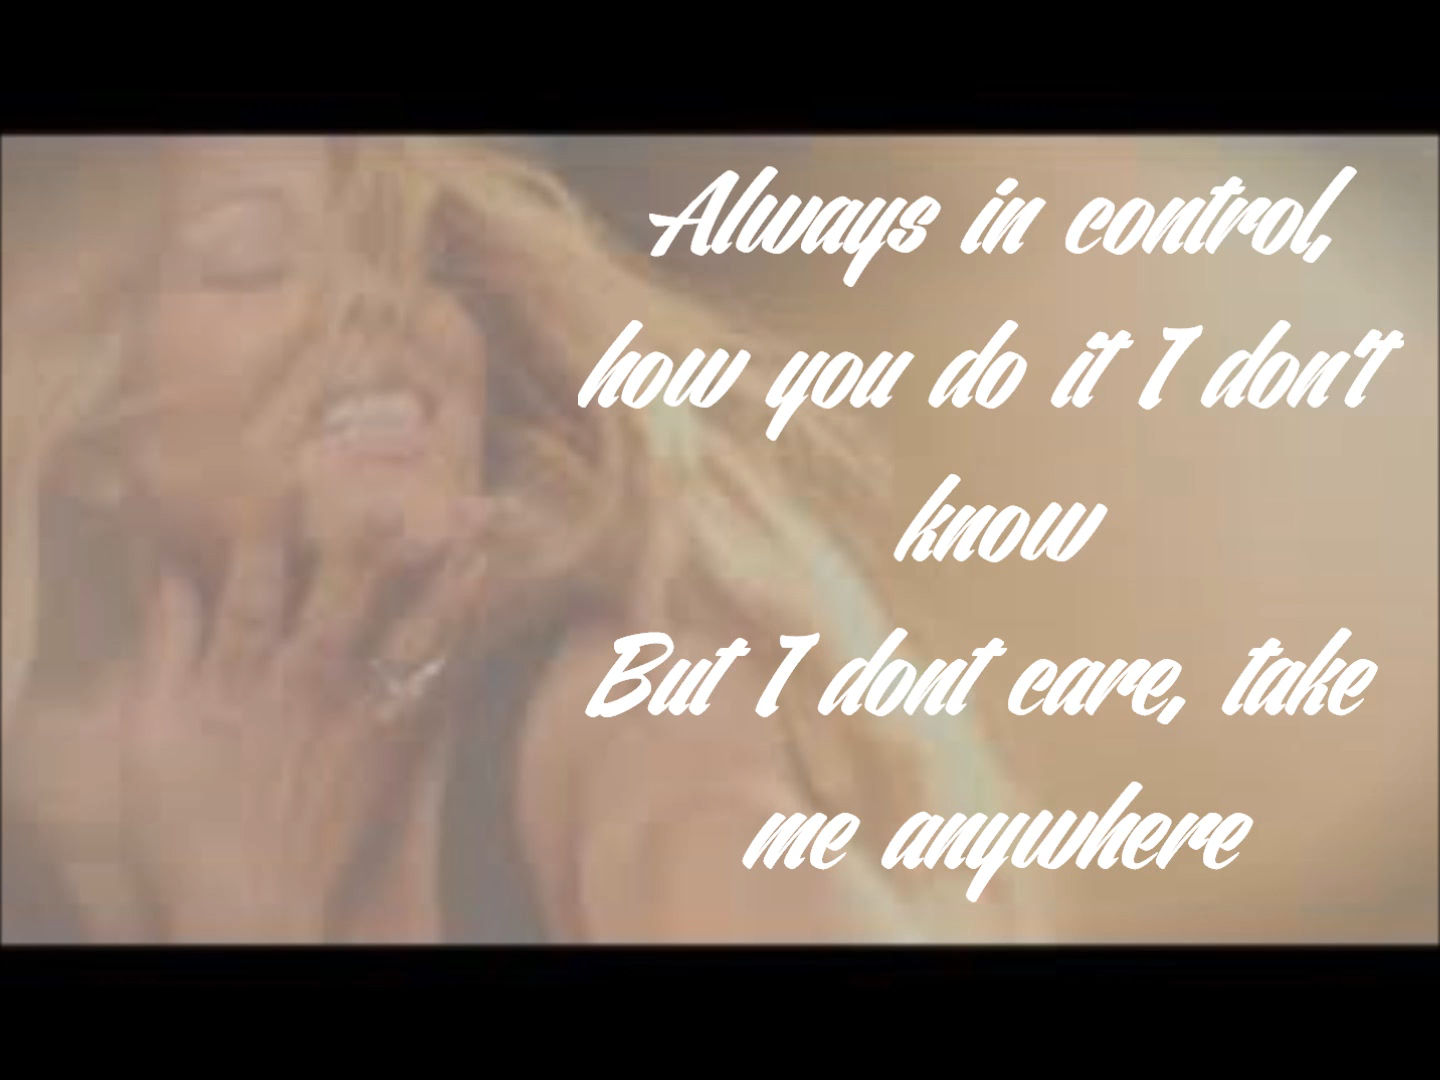 Always in control,
how you do it I don't
know
But I dont care, take
me anywhere